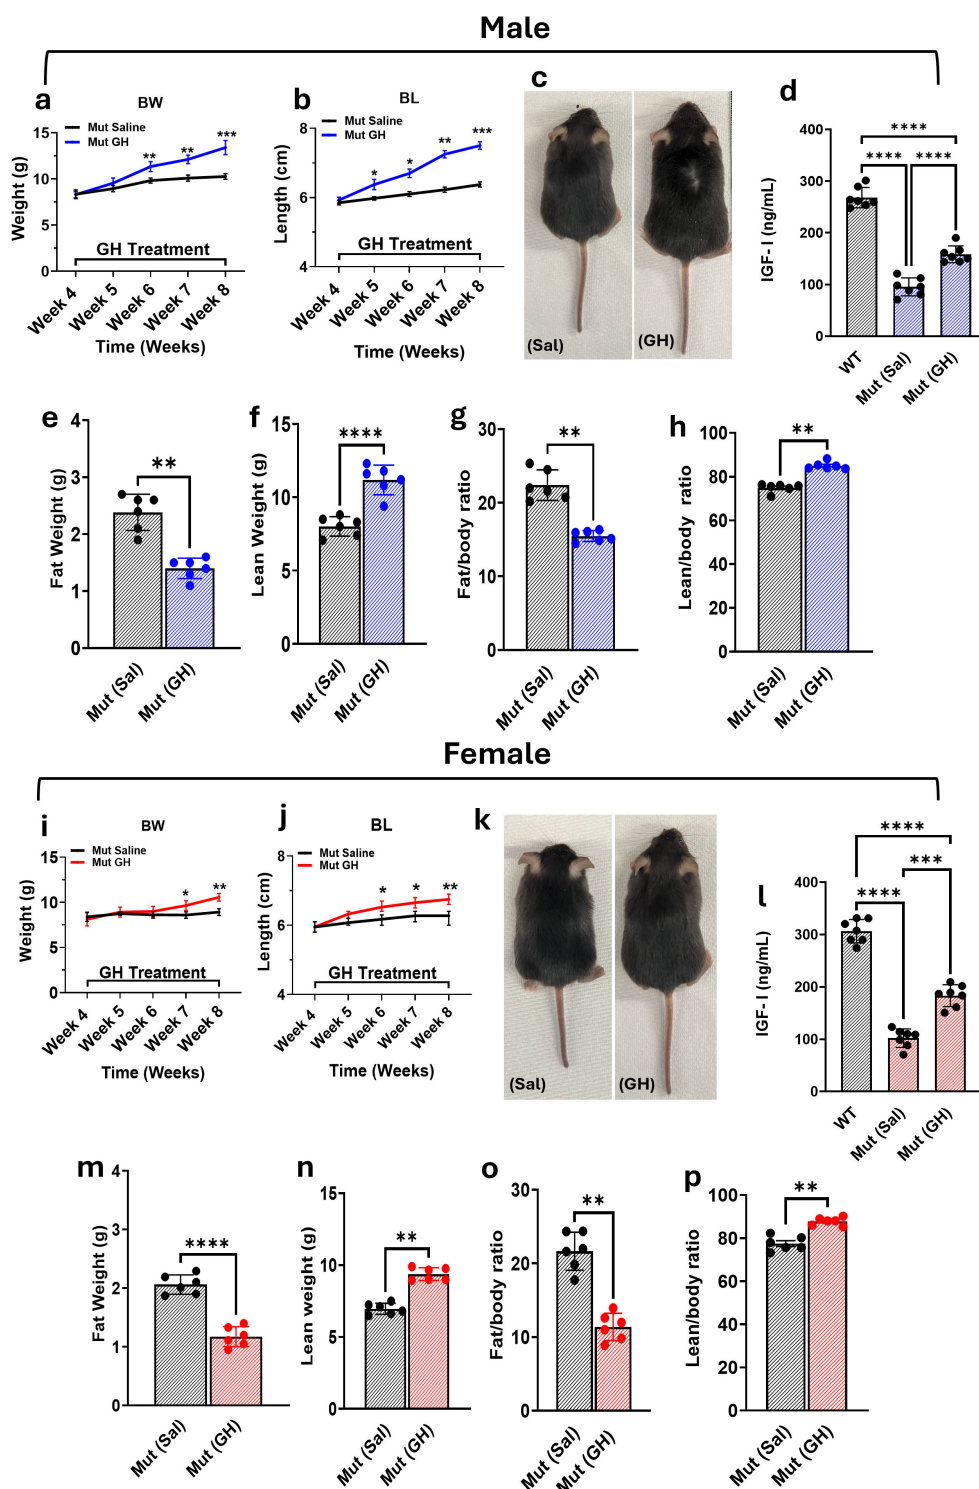 Male
a
BW
Mut Saline
Mut GH
Weight (g)
15
10
5
0
**
**
***
GH Treatment
Week 4
Week 5
Week 6
Week 7
Week 8
Time (Weeks)
b
BL
Mut Saline
Mut GH
Length (cm)
8
6
4
*
*
**
***
GH Treatment
Week 4
Week 5
Week 6
Week 7
Week 8
Time (Weeks)
c
(Sal)
(GH)
d
IGF- I (ng/mL)
400
300
200
100
0
****
**** ****
WT
Mut (Sal)
Mut (GH)
e
Fat Weight (g)
4
3
2
1
0
**
Mut (Sal)
Mut (GH)
f
Lean Weight (g)
15
10
5
0
****
Mut (Sal)
Mut (GH)
g
Fat/body ratio
30
20
10
0
**
Mut (Sal)
Mut (GH)
h
Lean/body ratio
100
80
60
40
20
0
**
Mut (Sal)
Mut (GH)
Female
i
BW
Mut Saline
Mut GH
Weight (g)
15
10
5
0
*
**
GH Treatment
Week 4
Week 5
Week 6
Week 7
Week 8
Time (Weeks)
j
BL
Mut Saline
Mut GH
Length (cm)
8
6
4
*
*
**
GH Treatment
Week 4
Week 5
Week 6
Week 7
Week 8
Time (Weeks)
k
(Sal)
(GH)
l
IGF- I (ng/mL)
400
300
200
100
0
****
***
****
WT
Mut (Sal)
Mut (GH)
m
Fat Weight (g)
4
3
2
1
0
****
Mut (Sal)
Mut (GH)
n
Lean weight (g)
15
10
5
0
**
Mut (Sal)
Mut (GH)
o
Fat/body ratio
30
20
10
0
**
Mut (Sal)
Mut (GH)
p
Lean/body ratio
100
80
60
40
20
0
**
Mut (Sal)
Mut (GH)